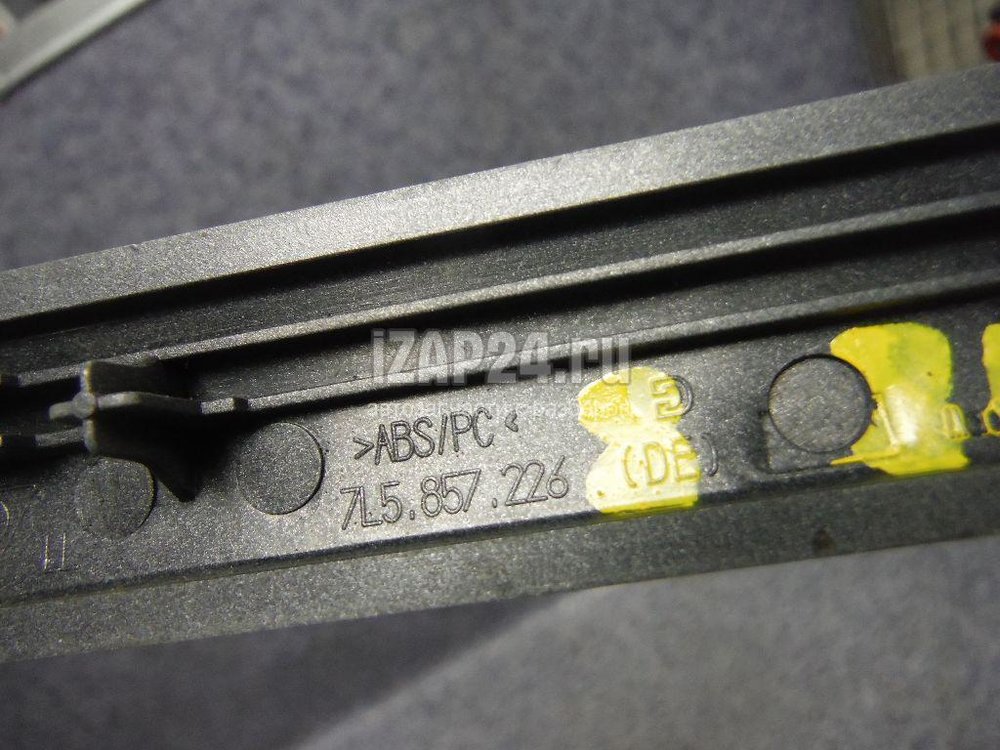 iZAP24.ru
>ABS/PC<
7L5.857.226
(DE)